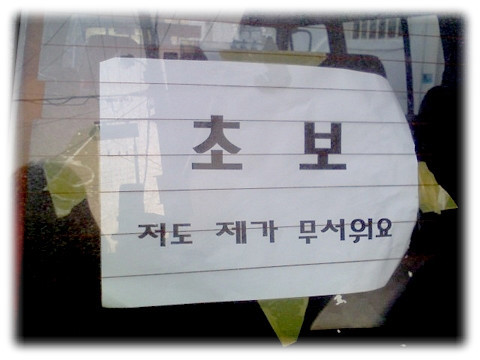 초 보
저도 제가 무서워요